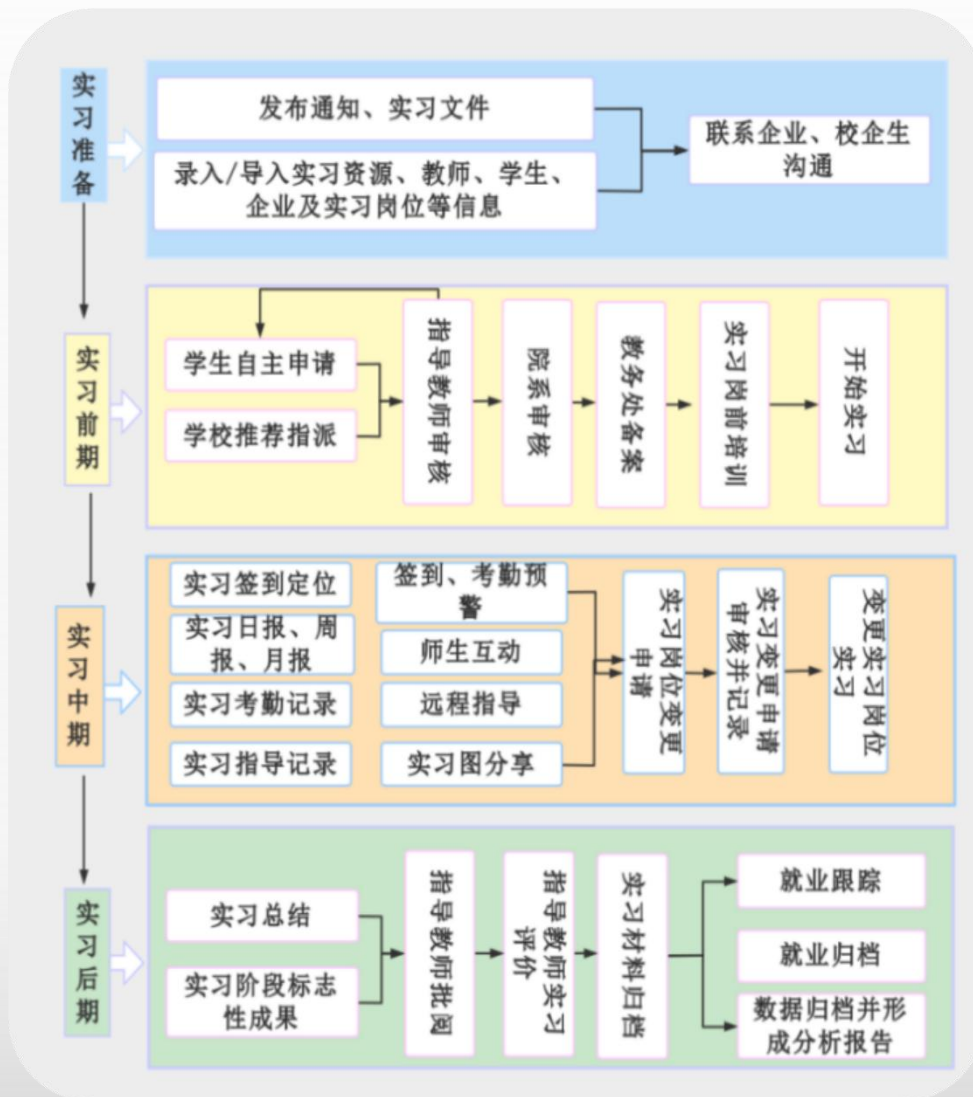 实习准备
发布通知、实习文件
录入/导入实习资源、教师、学生、
企业及实习岗位等信息
联系企业、校企生
沟通
实习前期
学生自主申请
学校推荐指派
指导教师审核
院系审核
教务处备案
实习岗前培训
开始实习
实习中期
实习签到定位
实习日报、周
报、月报
实习考勤记录
实习指导记录
签到、考勤预
警
师生互动
远程指导
实习图分享
实习岗位变更
申请
实习变更申请
审核并记录
变更实习岗位
实习
实习后期
实习总结
实习阶段标志
性成果
指导教师批阅
指导教师实习
评价
实习材料归档
就业跟踪
就业归档
数据归档并形
成分析报告